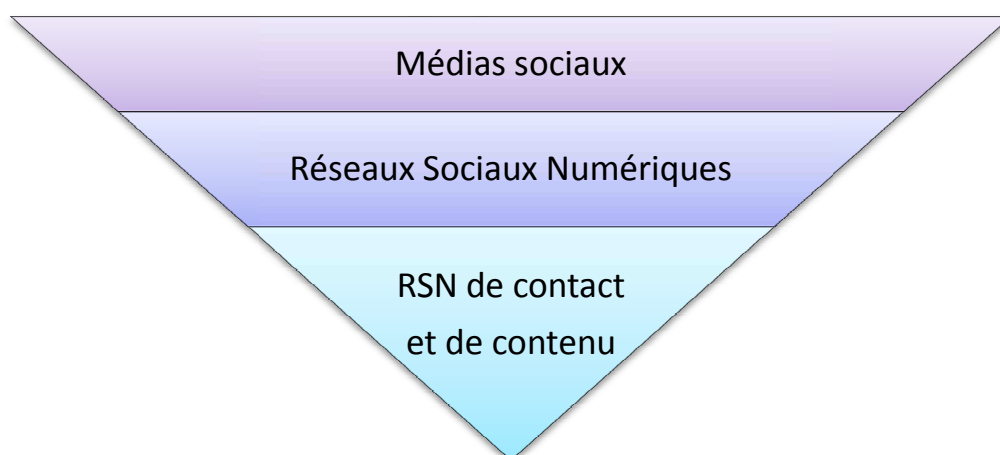 Médias sociaux
Réseaux Sociaux Numériques
RSN de contact
et de contenu